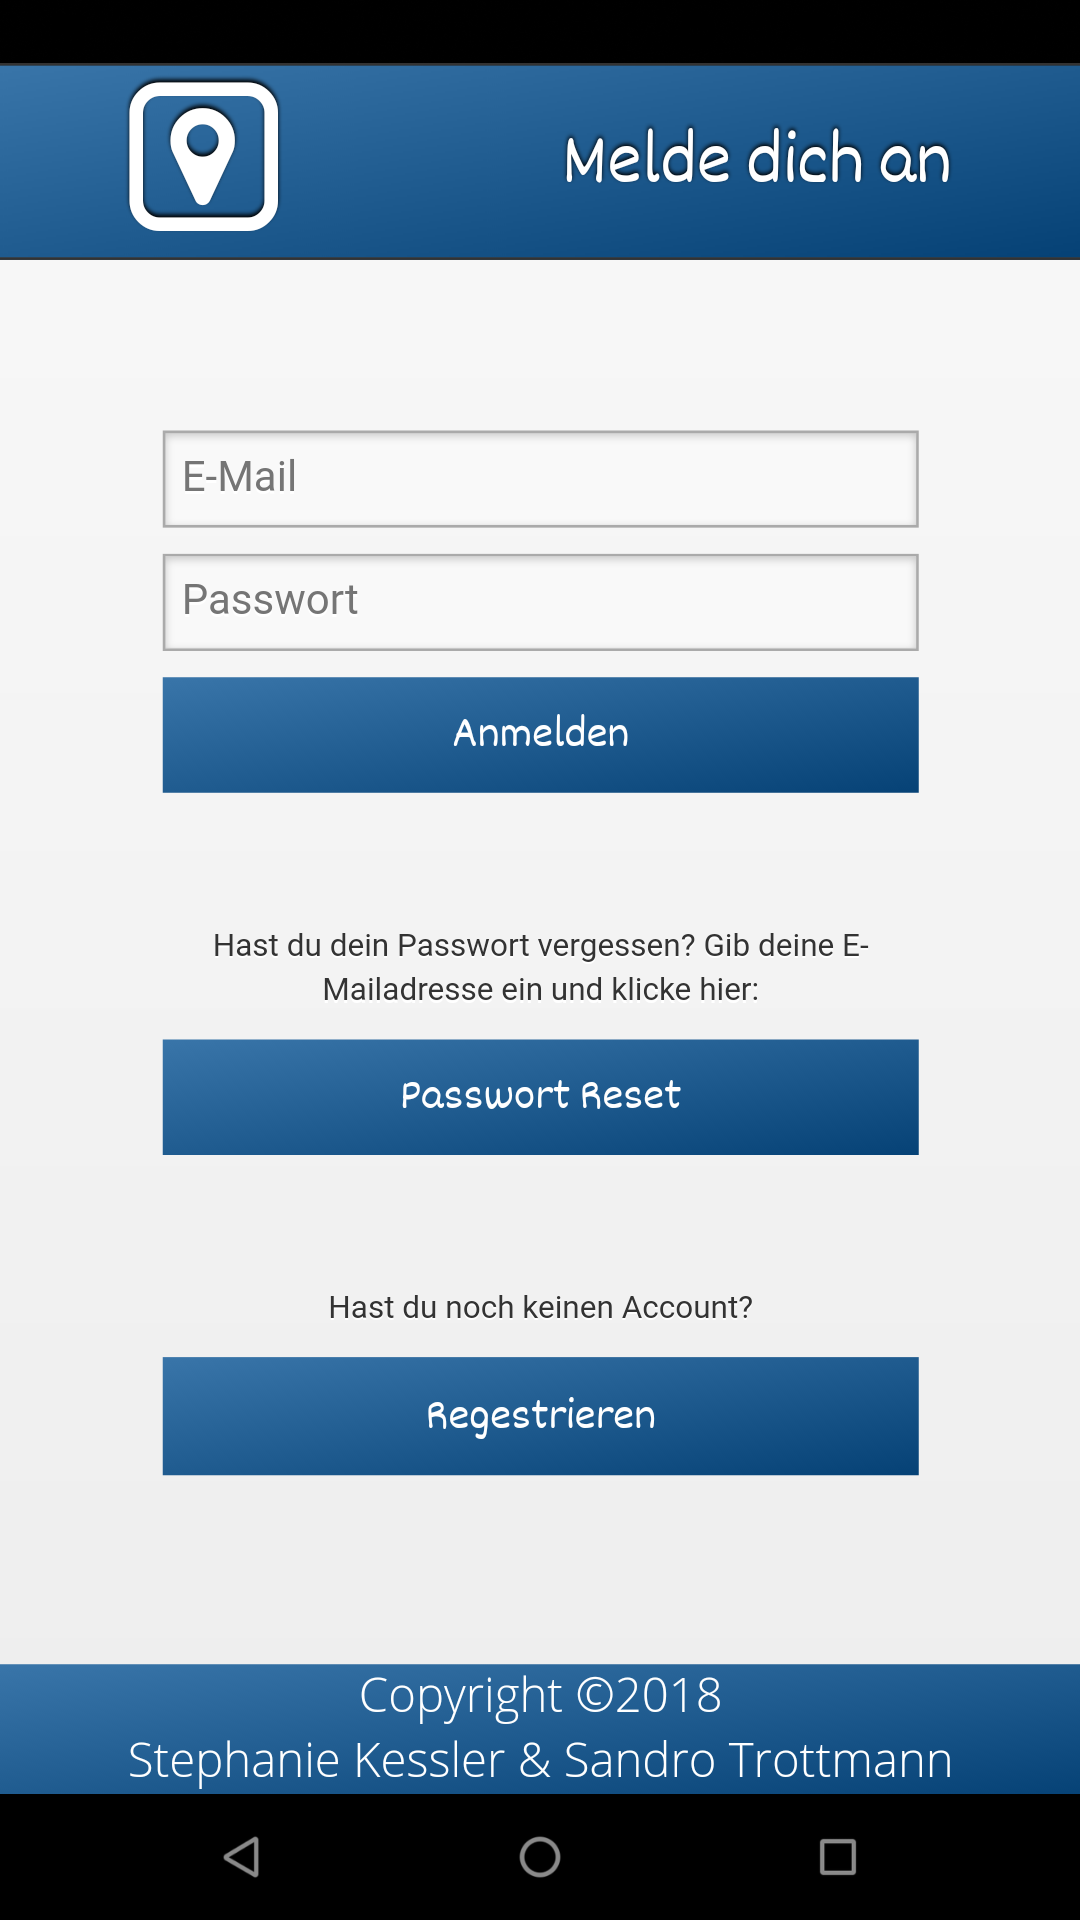 Melde dich an
E-Mail
Passwort
Anmelden
Hast du dein Passwort vergessen? Gib deine E-
Mailadresse ein und klicke hier:
Passwort Reset
Hast du noch keinen Account?
Regestrieren
Copyright ©2018
Stephanie Kessler & Sandro Trottmann